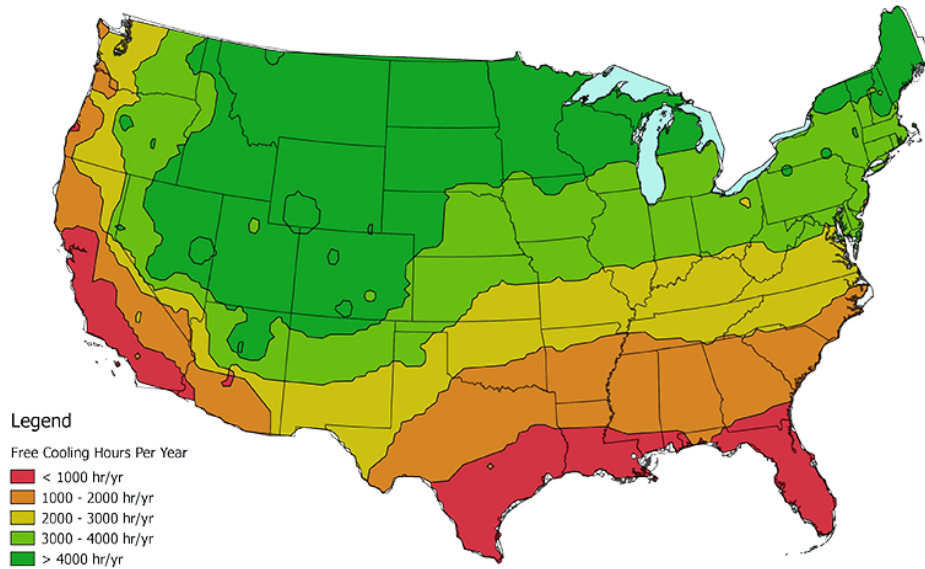 Legend
Free Cooling Hours Per Year
< 1000 hr/yr
1000 - 2000 hr/yr
2000 - 3000 hr/yr
3000 - 4000 hr/yr
> 4000 hr/yr